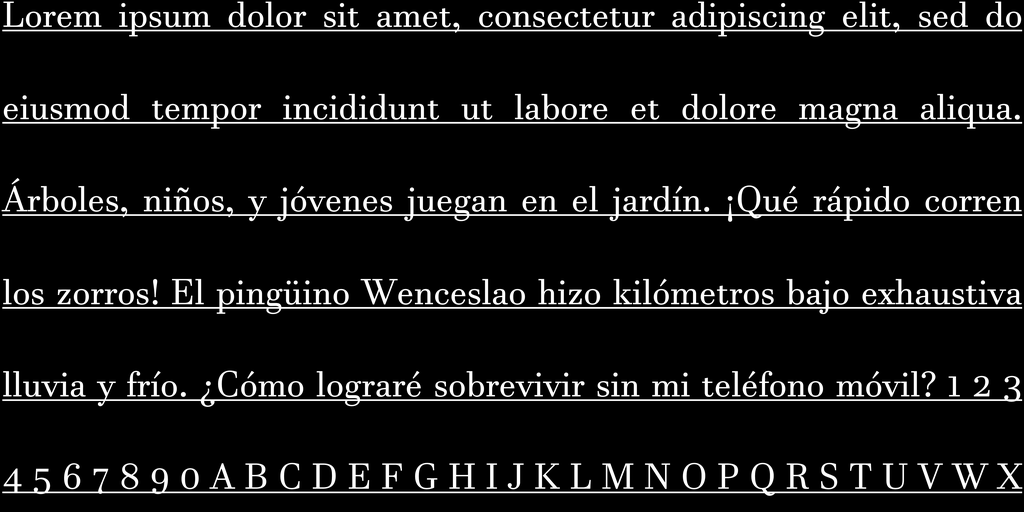 Lorem ipsum dolor sit amet, consectetur adipiscing elit, sed do
eiusmod tempor incididunt ut labore et dolore magna aliqua.
Árboles, niños, y jóvenes juegan en el jardín. ¡Qué rápido corren
los zorros! El pingüino Wenceslao hizo kilómetros bajo exhaustiva
lluvia y frío. ¿Cómo lograré sobrevivir sin mi teléfono móvil? 1 2 3
4 5 6 7 8 9 0 A B C D E F G H I J K L M N O P Q R S T U V W X